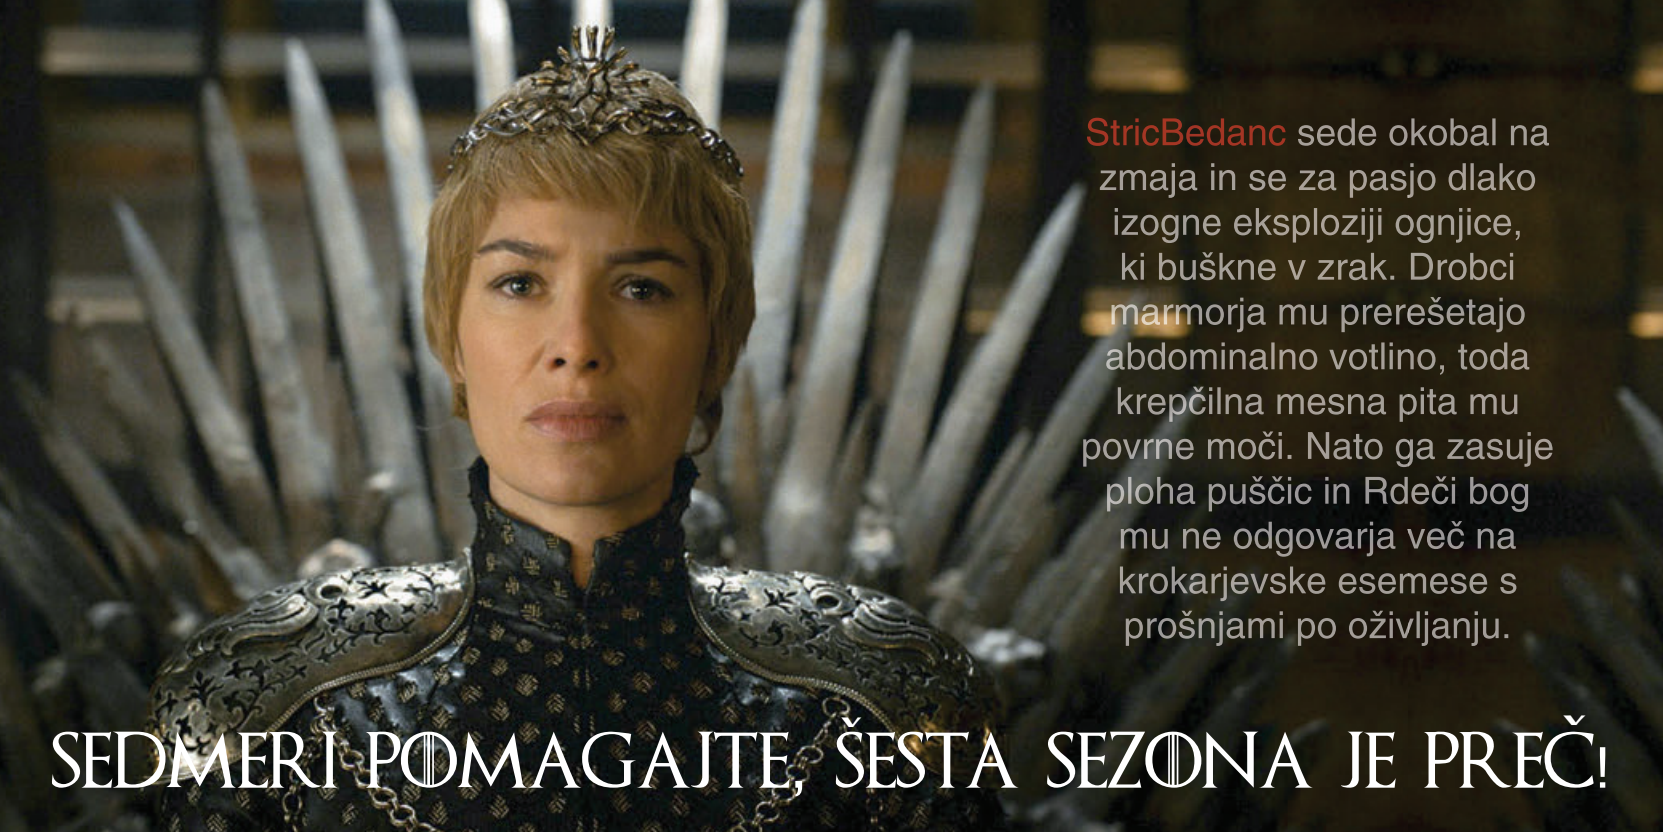 StricBedanc sede okobal na
zmaja in se za pasjo dlako
izogne eksploziji ognjice,
ki buškne v zrak. Drobci
marmorja mu prerešetajo
abdominalno votlino, toda
krepčilna mesna pita mu
povrne moči. Nato ga zasuje
ploha puščic in Rdeči bog
mu ne odgovarja več na
krokarjevske esemese s
prošnjami po oživljanju.
SEDMERI POMAGAJTE, ŠESTA SEZONA JE PREČ!